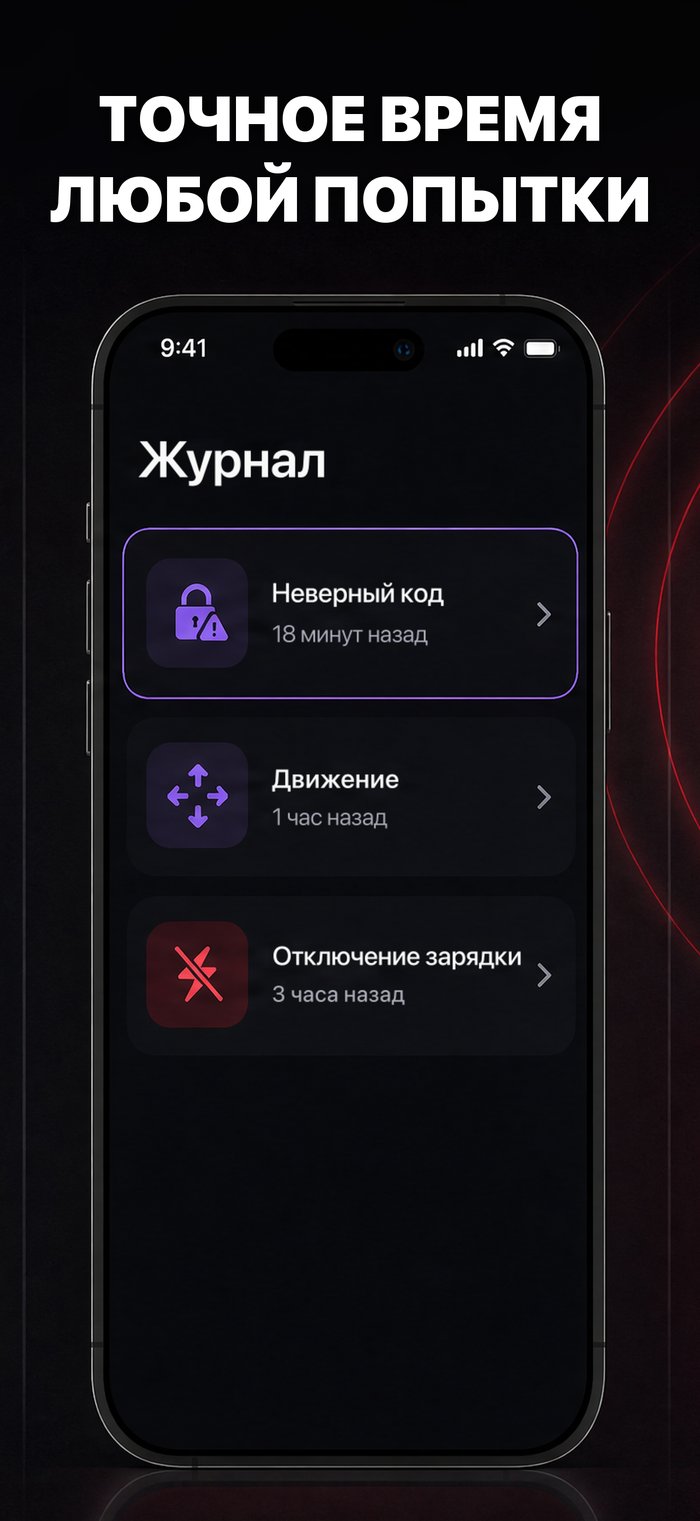 ТОЧНОЕ ВРЕМЯ
ЛЮБОЙ ПОПЫТКИ
9:41
Журнал
Неверный код
18 минут назад
Движение
1 час назад
Отключение зарядки
3 часа назад